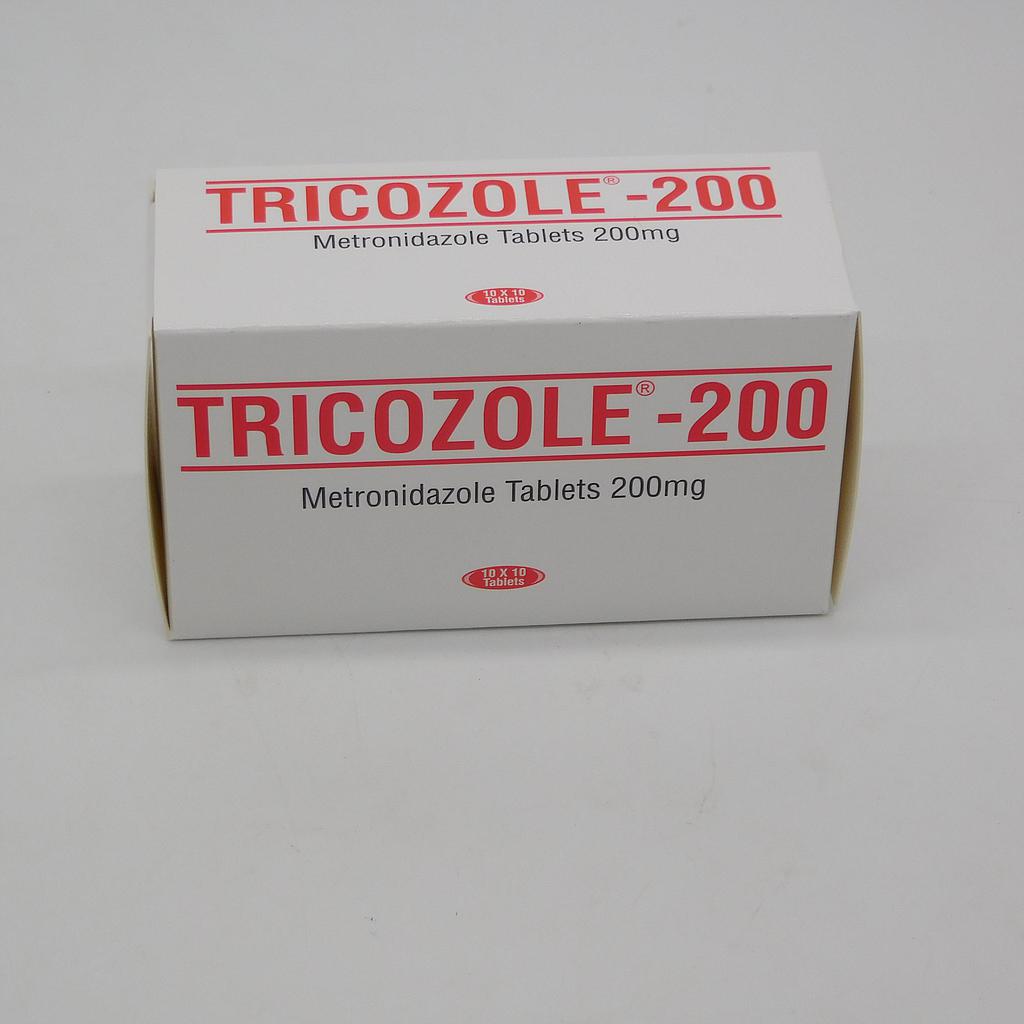 TRICOZOLE®-200
Metronidazole Tablets 200mg
10 X 10
Tablets
TRICOZOLE®-200
Metronidazole Tablets 200mg
10 X 10
Tablets